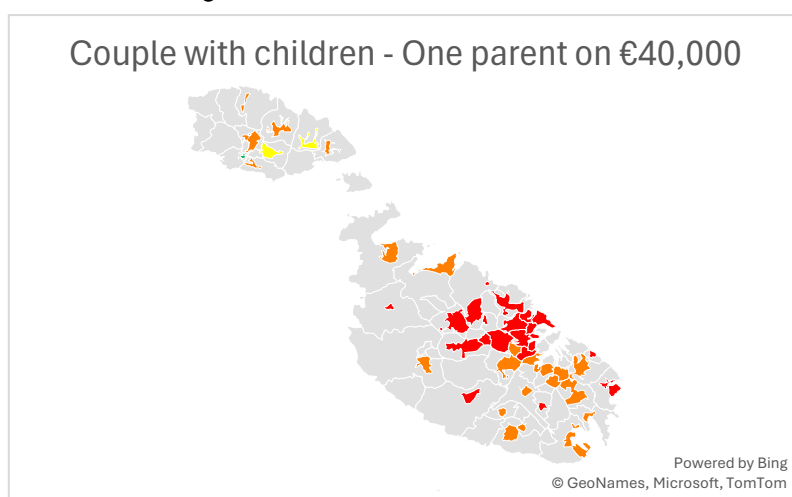 Couple with children - One parent on €40,000
Powered by Bing
© GeoNames, Microsoft, TomTom